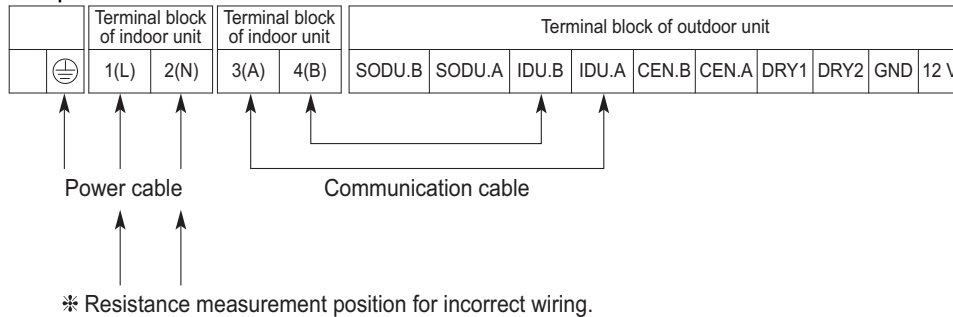 Terminal block of indoor unit
Terminal block of indoor unit
Terminal block of outdoor unit
1(L) 2(N) 3(A) 4(B) SODU.B SODU.A IDU.B IDU.A CEN.B CEN.A DRY1 DRY2 GND 12 V
Power cable
Communication cable
❈ Resistance measurement position for incorrect wiring.